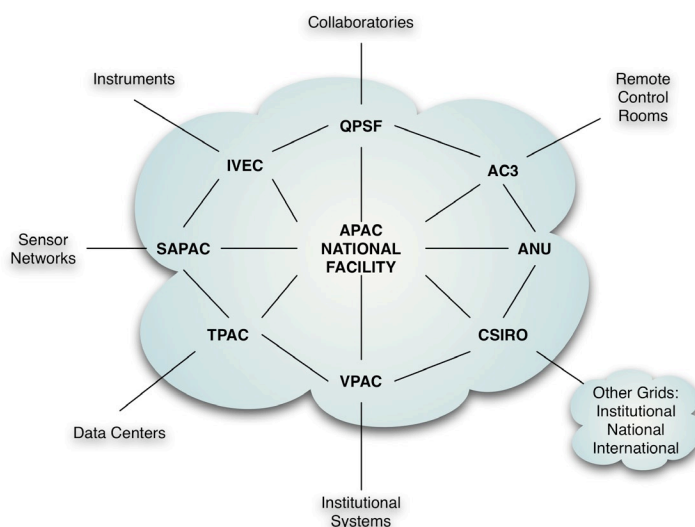 Collaboratories
Instruments
Remote
Control
Rooms
QPSF
IVEC
AC3
APAC
NATIONAL
FACILITY
Sensor
Networks
SAPAC
ANU
TPAC
CSIRO
VPAC
Other Grids:
Institutional
National
International
Data Centers
Institutional
Systems